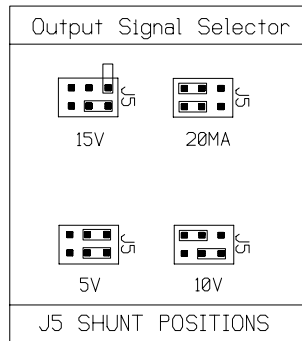 Output Signal Selector
J5
J5
15V
20MA
J5
J5
5V
10V
J5 SHUNT POSITIONS